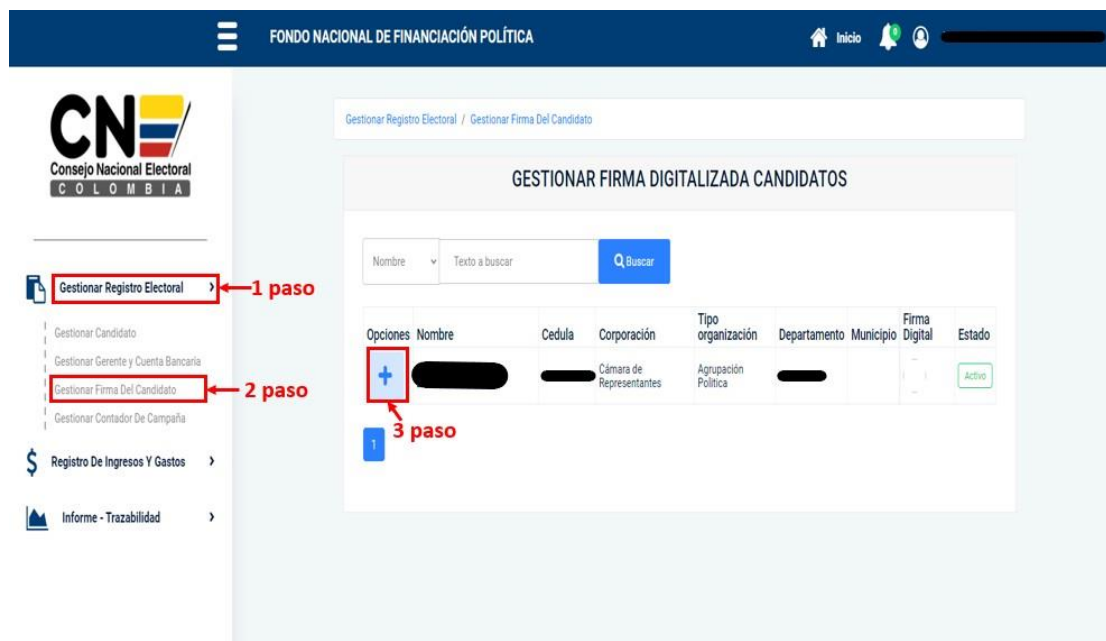 FONDO NACIONAL DE FINANCIACIÓN POLÍTICA
Inicio
0
CNE
Consejo Nacional Electoral
COLOMBIA
Gestionar Registro Electoral / Gestionar Firma Del Candidato
GESTIONAR FIRMA DIGITALIZADA CANDIDATOS
Nombre
Texto a buscar
Buscar
Gestionar Registro Electoral
1 paso
Gestionar Candidato
Gestionar Gerente y Cuenta Bancaria
Gestionar Firma Del Candidato
2 paso
Gestionar Contador De Campaña
Registro De Ingresos Y Gastos
Informe - Trazabilidad
Opciones Nombre Cedula Corporación Tipo organización Departamento Municipio Firma Digital Estado
+ Cámara de Representantes Agrupación Política Activo
3 paso
1